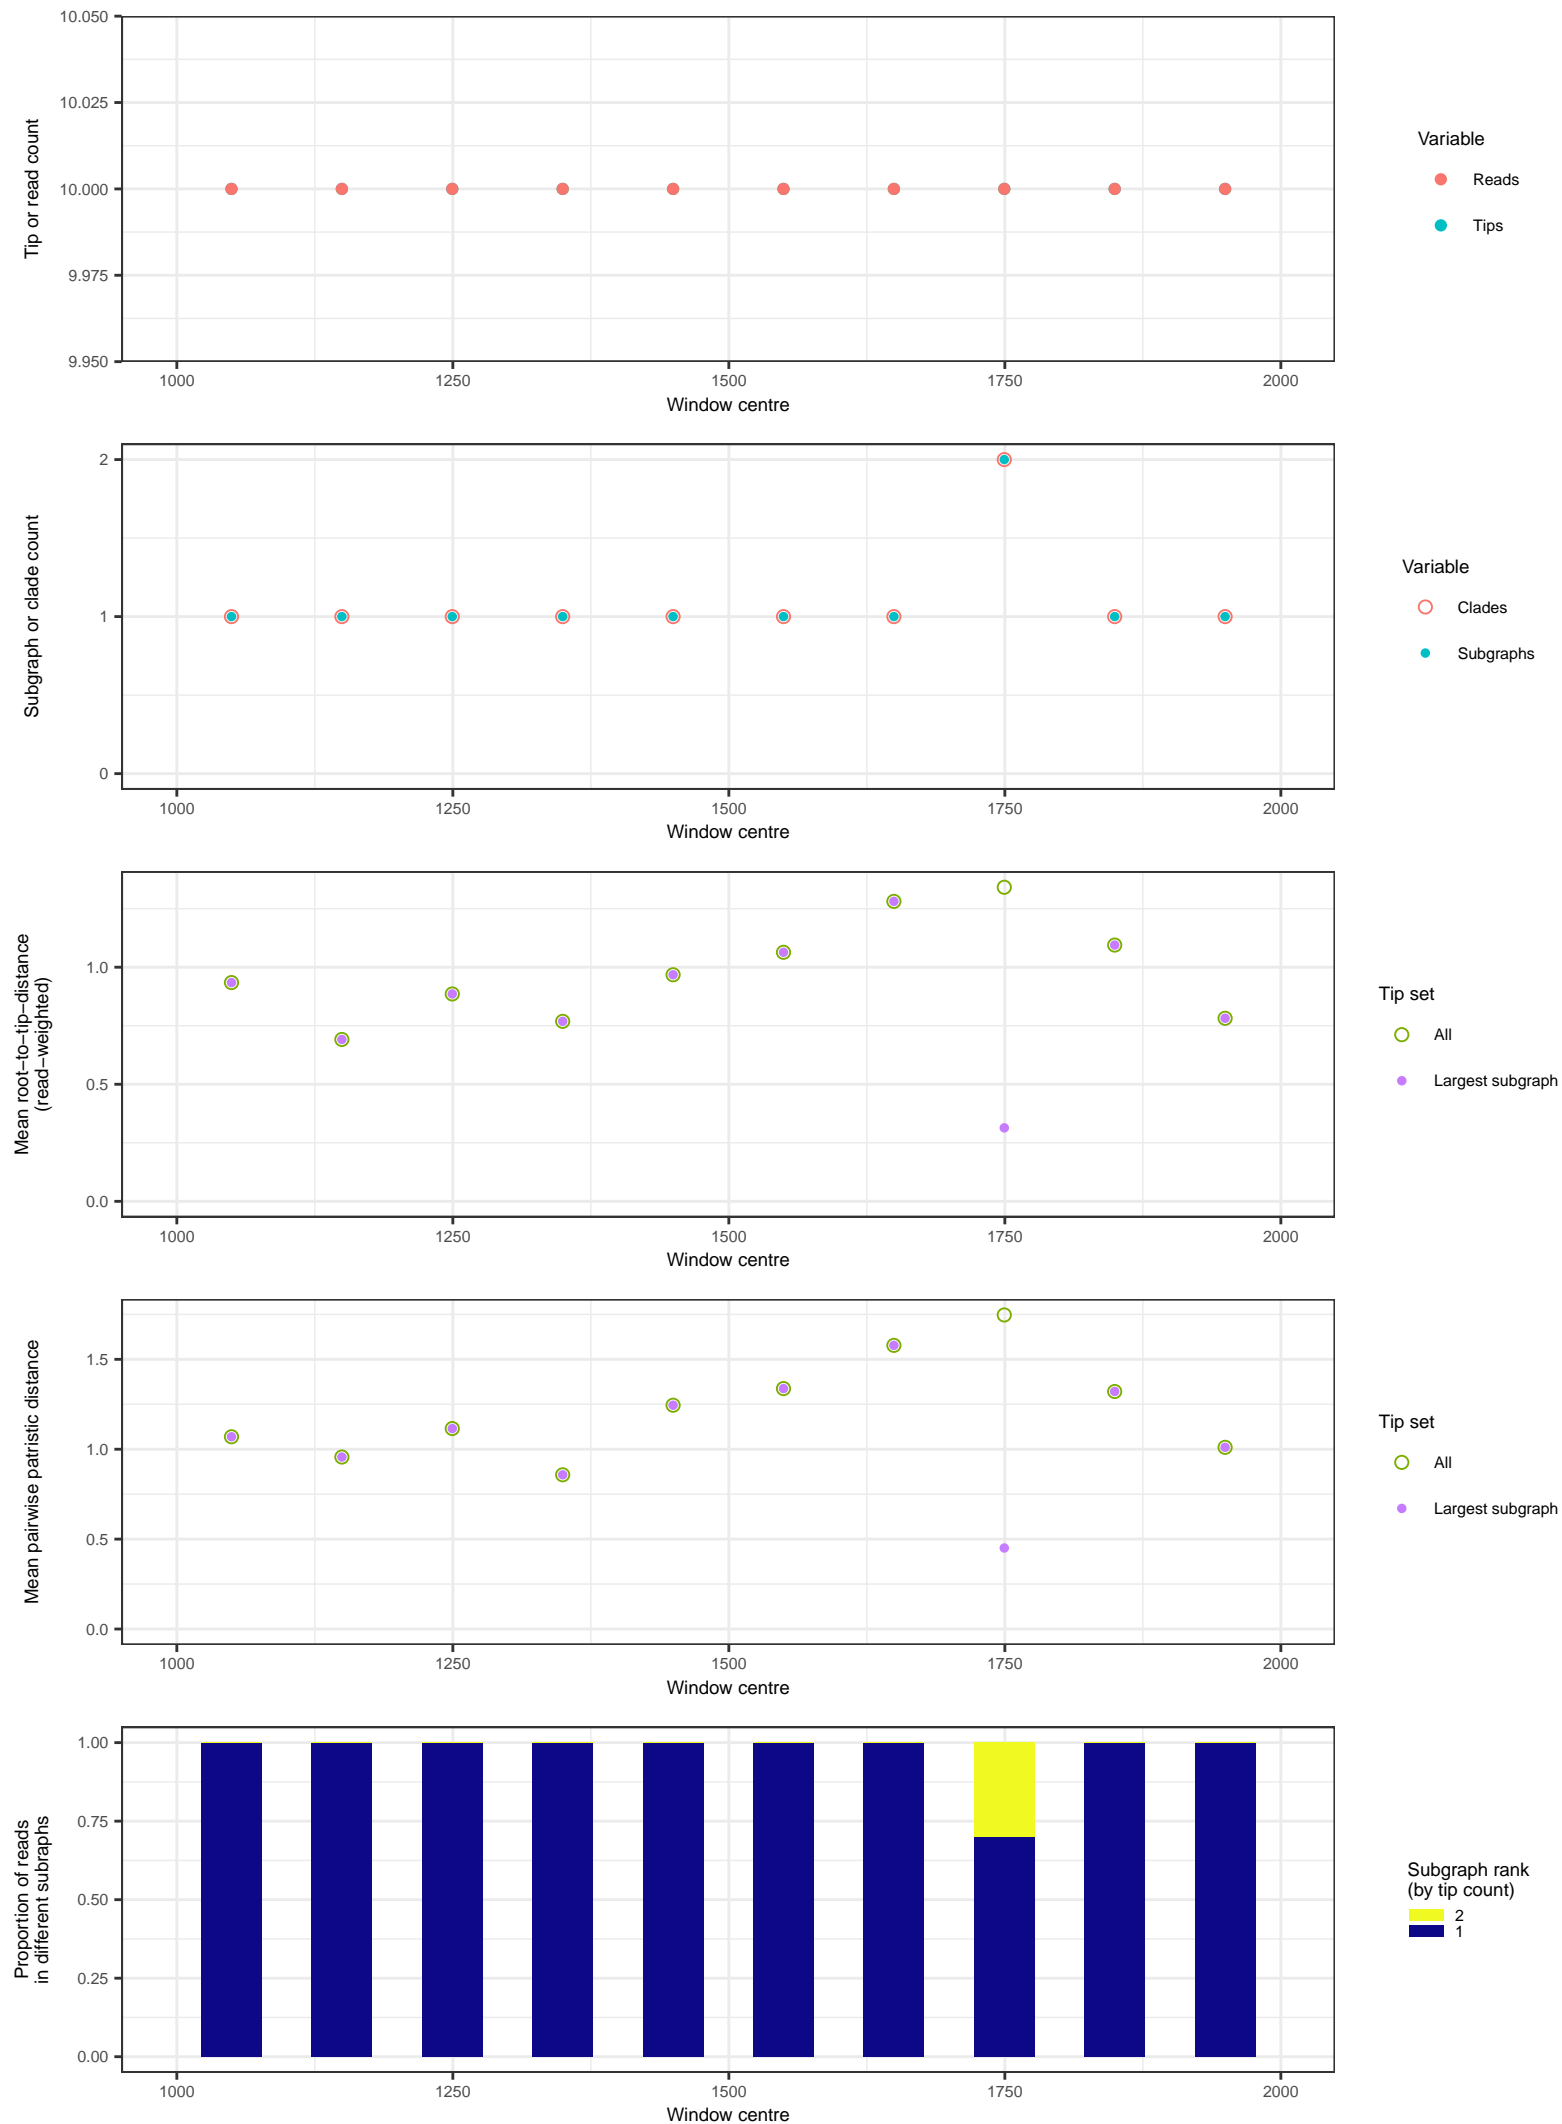 10.050
10.025
10.000
9.975
9.950
Tip or read count
1000 1250 1500 1750 2000
Window centre
Variable
Reads
Tips
2
1
0
Subgraph or clade count
1000 1250 1500 1750 2000
Window centre
Variable
Clades
Subgraphs
1.0
0.5
0.0
Mean root−to−tip−distance
(read−weighted)
1000 1250 1500 1750 2000
Window centre
Tip set
All
Largest subgraph
1.5
1.0
0.5
0.0
Mean pairwise patristic distance
1000 1250 1500 1750 2000
Window centre
Tip set
All
Largest subgraph
1.00
0.75
0.50
0.25
0.00
Proportion of reads
in different subraphs
1000 1250 1500 1750 2000
Window centre
Subgraph rank
(by tip count)
2
1